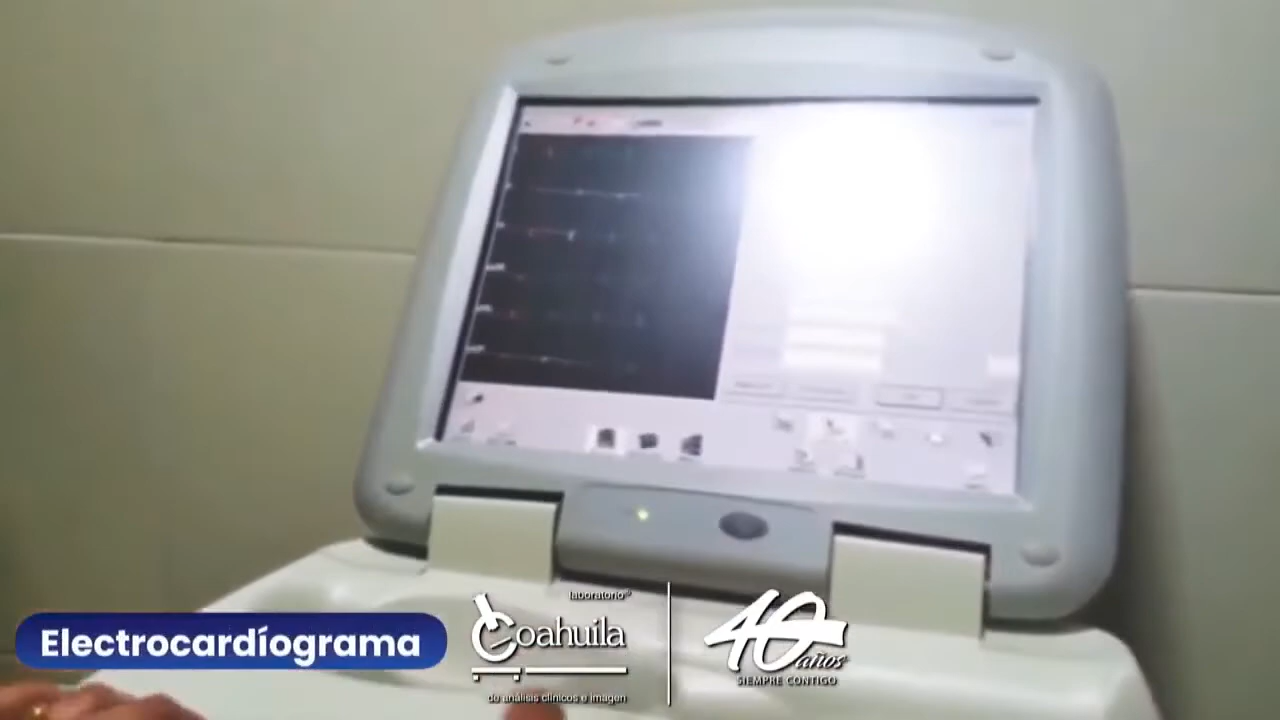 Electrocardíograma
laboratorio®
Coahuila
de análisis clínicos e imagen
40
años
SIEMPRE CONTIGO